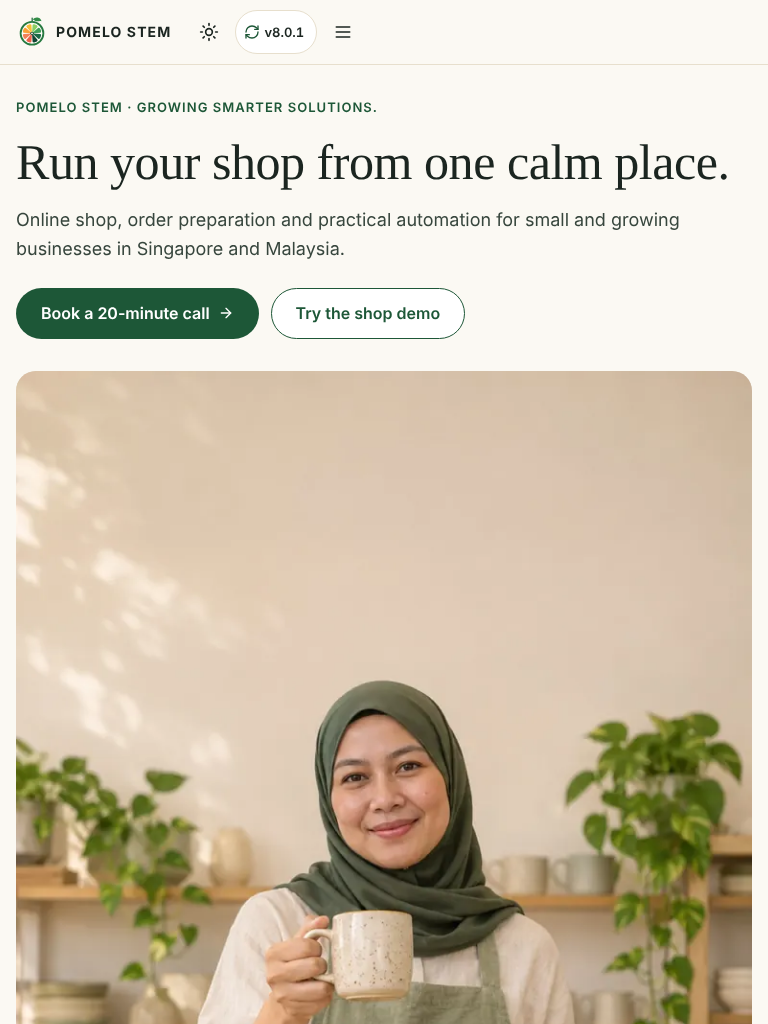 POMELO STEM
v8.0.1
POMELO STEM · GROWING SMARTER SOLUTIONS.
Run your shop from one calm place.
Online shop, order preparation and practical automation for small and growing
businesses in Singapore and Malaysia.
Book a 20-minute call →
Try the shop demo